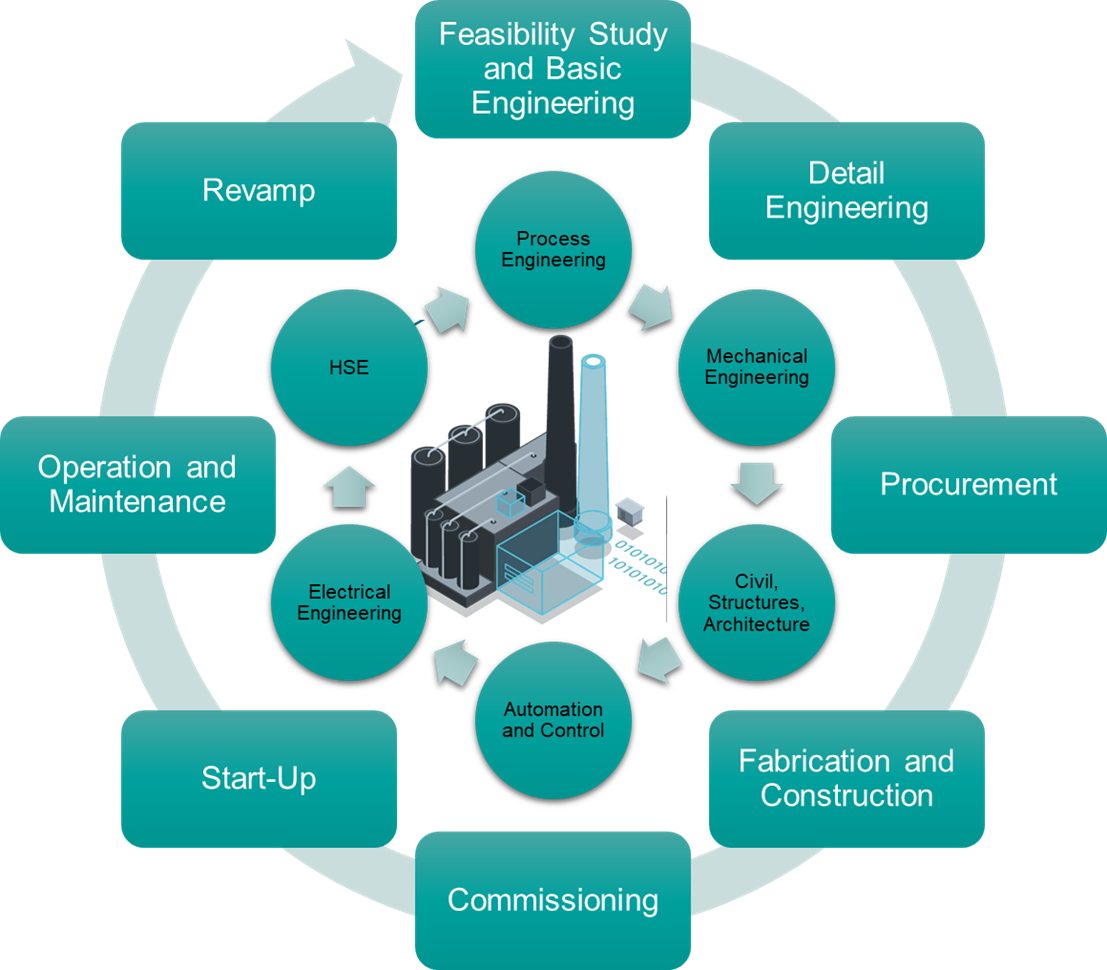 Feasibility Study
and Basic
Engineering
Detail
Engineering
Procurement
Fabrication and
Construction
Commissioning
Start-Up
Operation and
Maintenance
Revamp
Process
Engineering
Mechanical
Engineering
Civil,
Structures,
Architecture
Automation
and Control
Electrical
Engineering
HSE
0101010
10101010